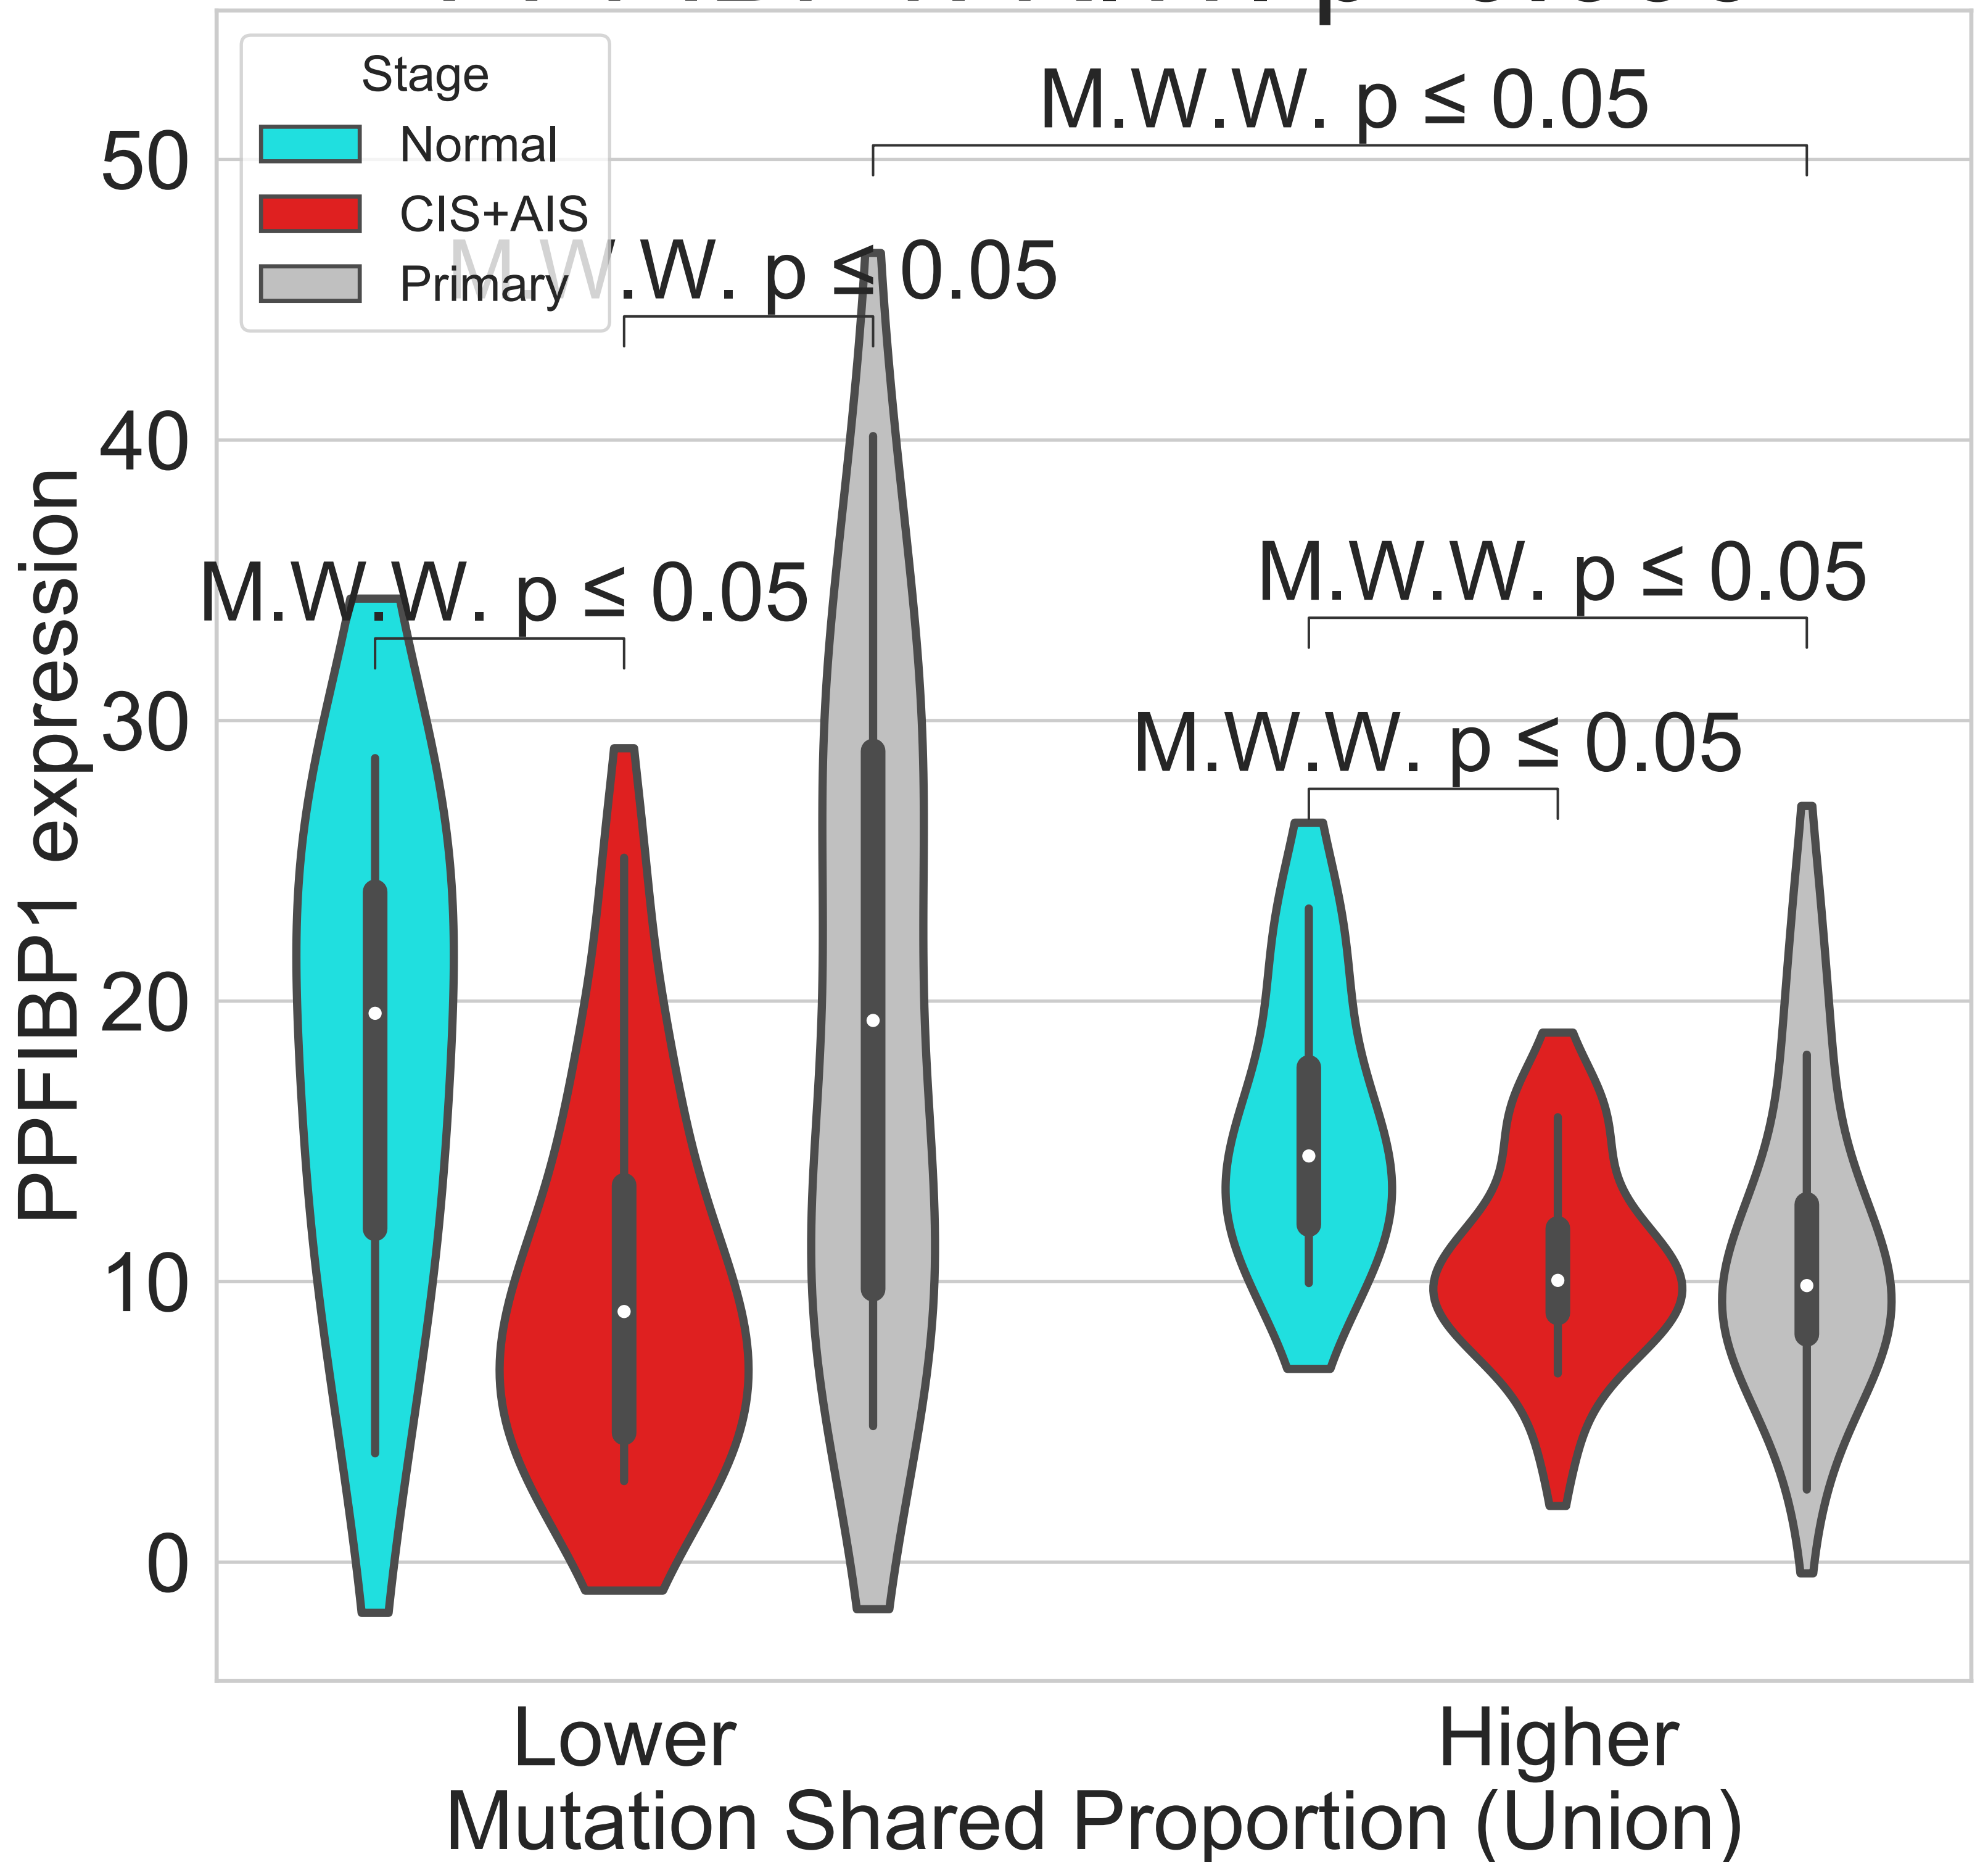 Stage
Normal
CIS+AIS
Primary
M.W.W. p ≤ 0.05
M.W.W. p ≤ 0.05
M.W.W. p ≤ 0.05
M.W.W. p ≤ 0.05
M.W.W. p ≤ 0.05
50
40
30
20
10
0
PPFIBP1 expression
Lower
Higher
Mutation Shared Proportion (Union)